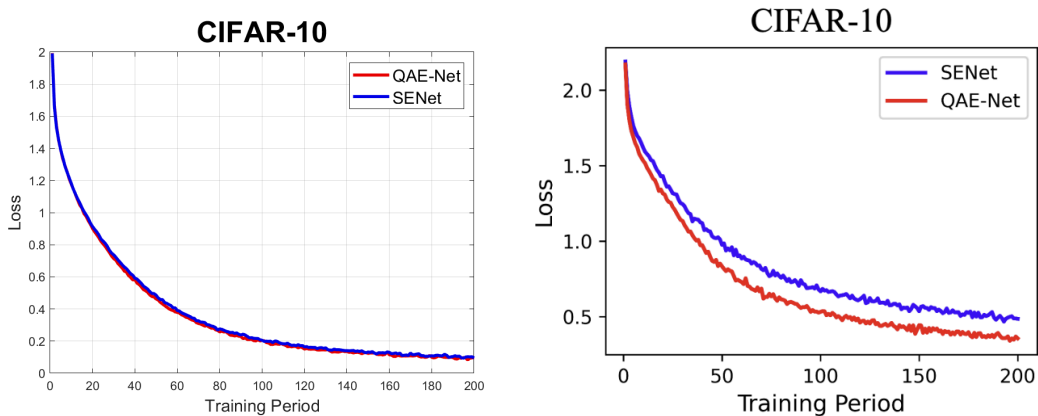 CIFAR-10
2
1.8
1.6
1.4
1.2
1
0.8
0.6
0.4
0.2
0
Loss
QAE-Net
SENet
0 20 40 60 80 100 120 140 160 180 200
Training Period
CIFAR-10
2.0
1.5
1.0
0.5
Loss
SENet
QAE-Net
0 50 100 150 200
Training Period